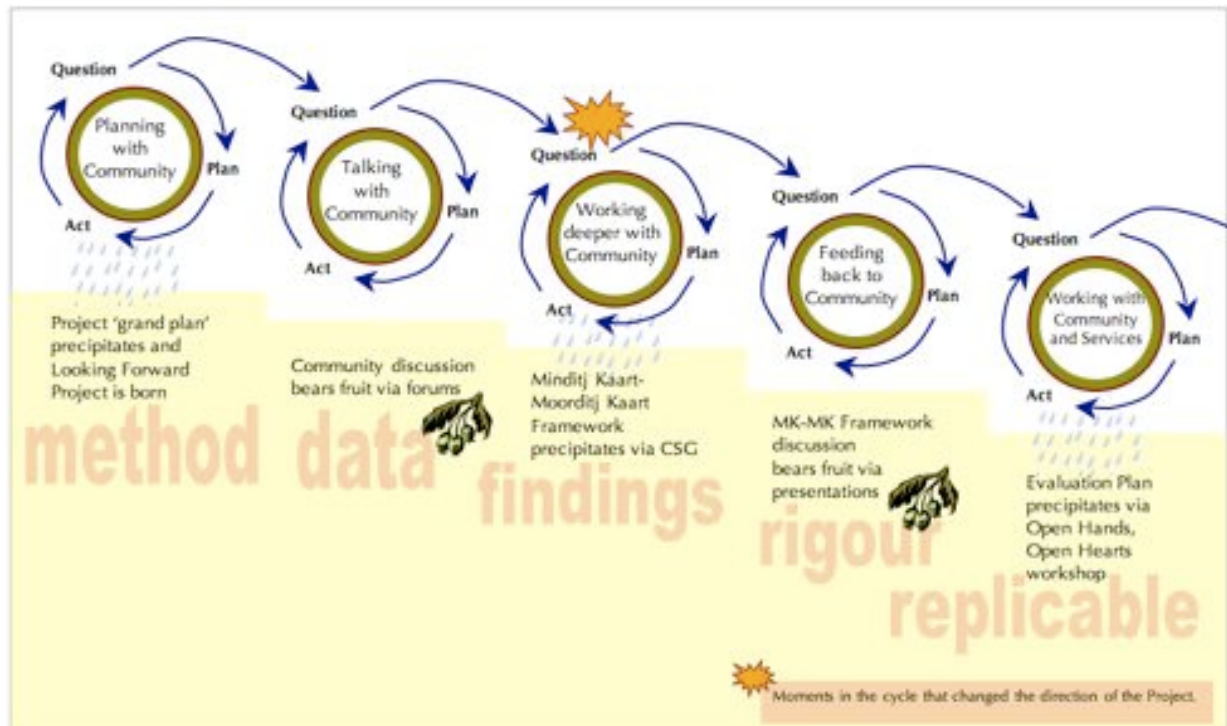 Question
Planning
with
Community
Plan
Act
Project 'grand plan'
precipitates and
Looking Forward
Project is born
Question
Talking
with
Community
Plan
Act
Community discussion
bears fruit via forums
Question
Working
deeper with
Community
Plan
Act
Minditj Kaart-
Moorditj Kaart
Framework
precipitates via CSG
Question
Feeding
back to
Community
Plan
Act
MK-MK Framework
discussion
bears fruit via
presentations
Question
Working with
Community
and Services
Plan
Act
Evaluation Plan
precipitates via
Open Hands,
Open Hearts
workshop
method data
findings
rigour
replicable
Moments in the cycle that changed the direction of the Project.